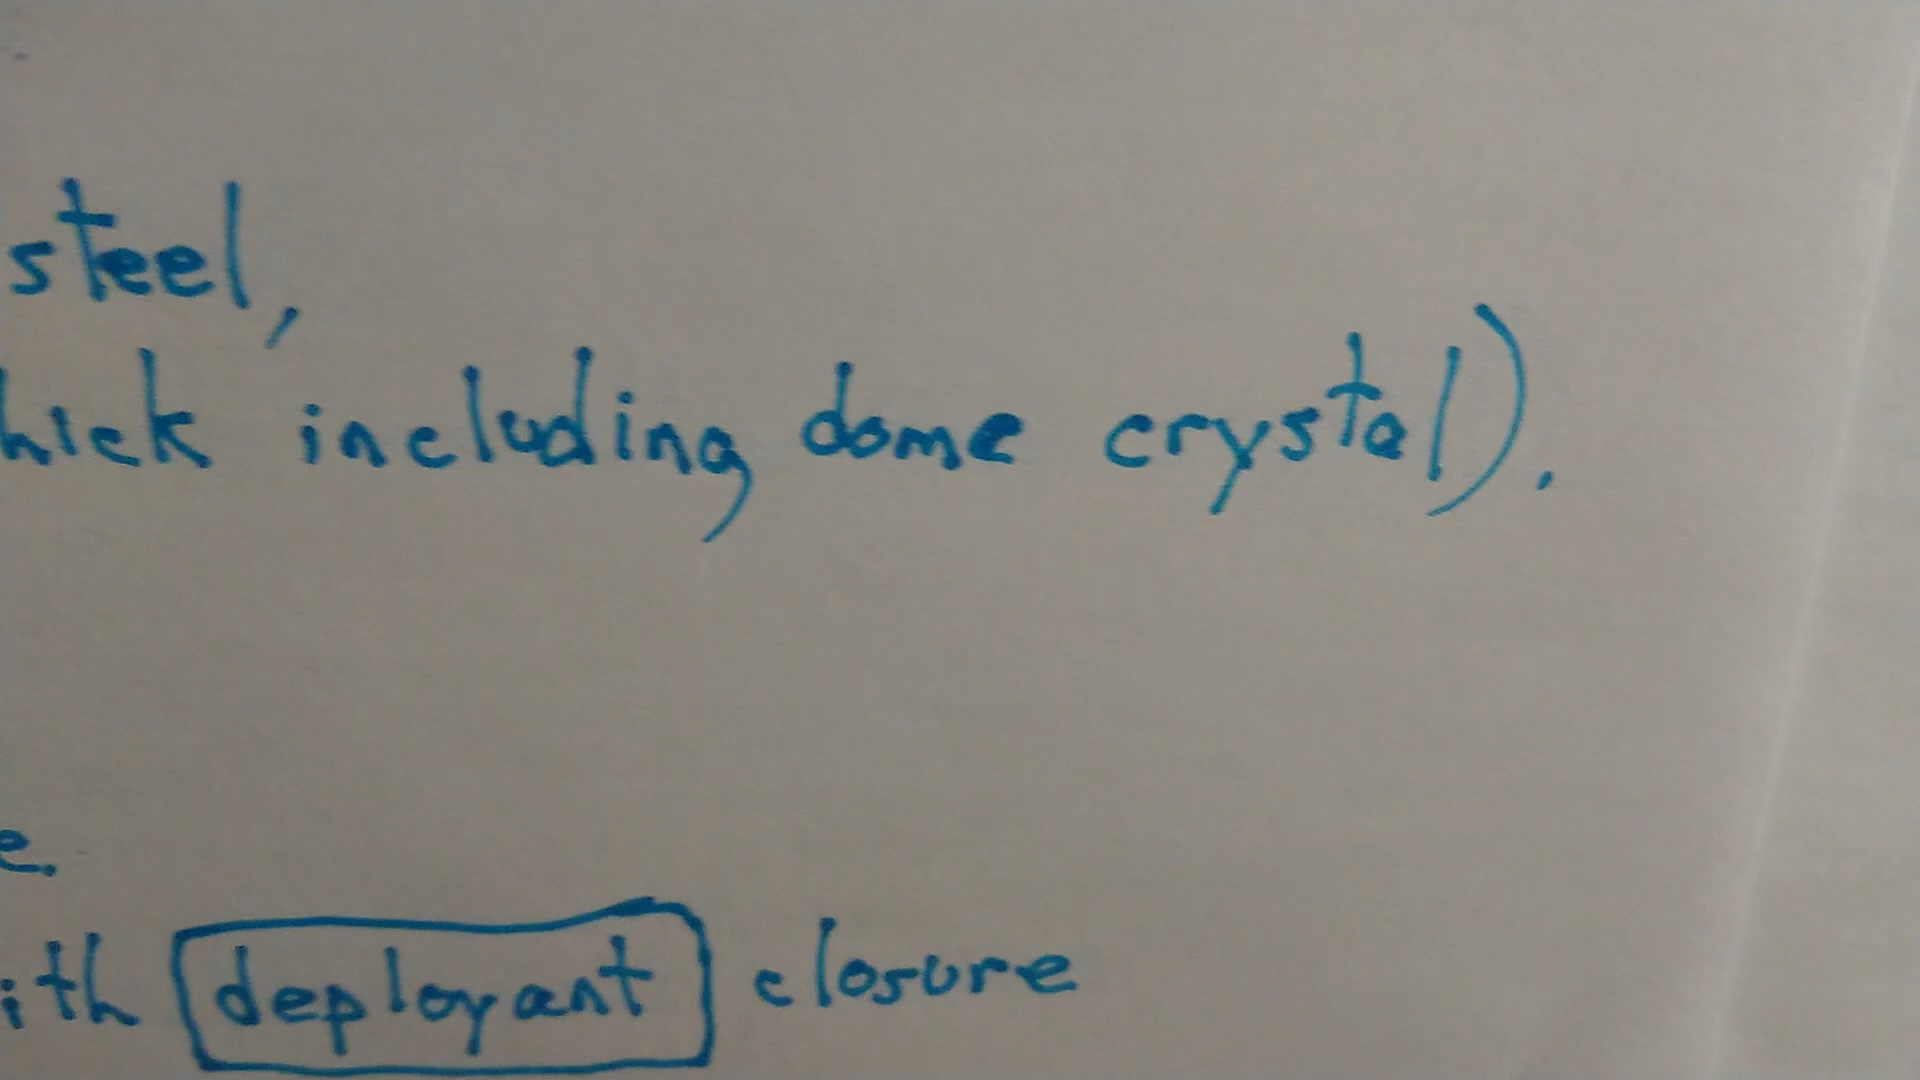 steel,
hick including dome crystal).
e.
ith deployant closure